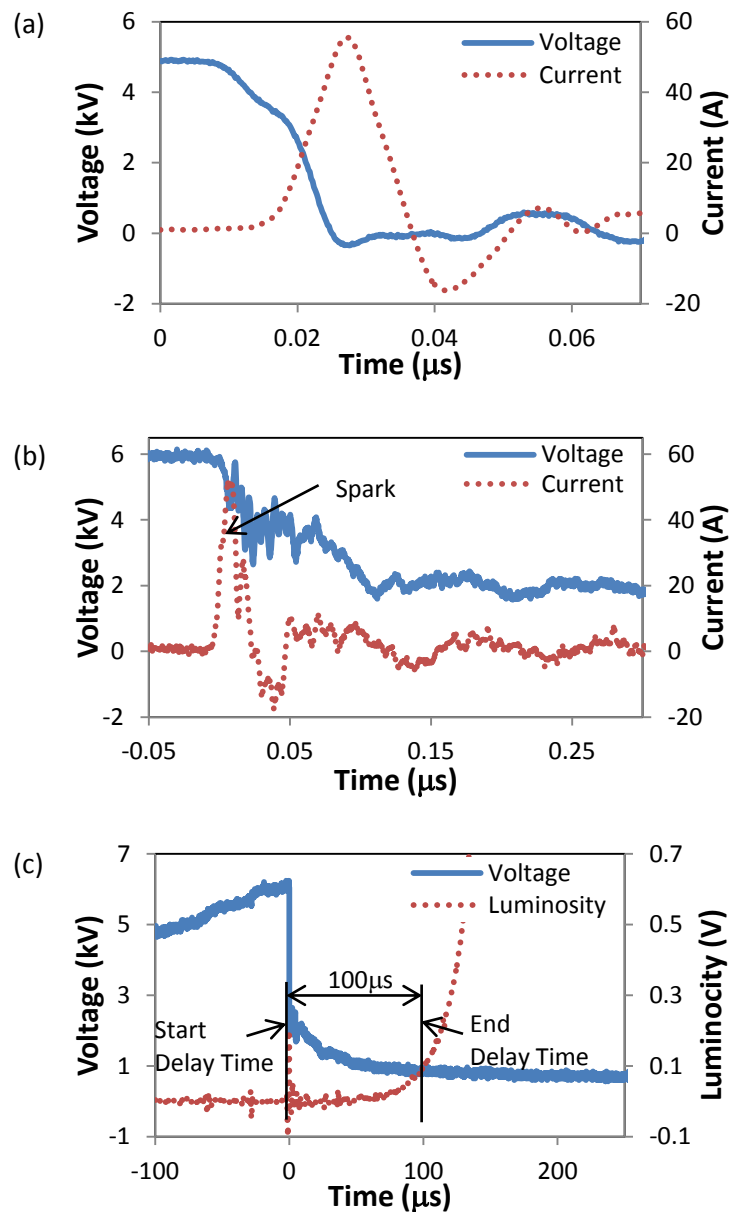 (a)
6
4
2
0
-2
Voltage (kV)
Voltage
Current
60
40
20
0
-20
Current (A)
0
0.02
0.04
0.06
Time (µs)
(b)
6
4
2
0
-2
Voltage (kV)
Voltage
Current
Spark
60
40
20
0
-20
Current (A)
-0.05
0.05
0.15
0.25
Time (µs)
(c)
7
5
3
1
-1
Voltage (kV)
Voltage
Luminosity
100µs
Start
Delay Time
End
Delay Time
0.7
0.5
0.3
0.1
-0.1
Luminocity (V)
-100
0
100
200
Time (µs)